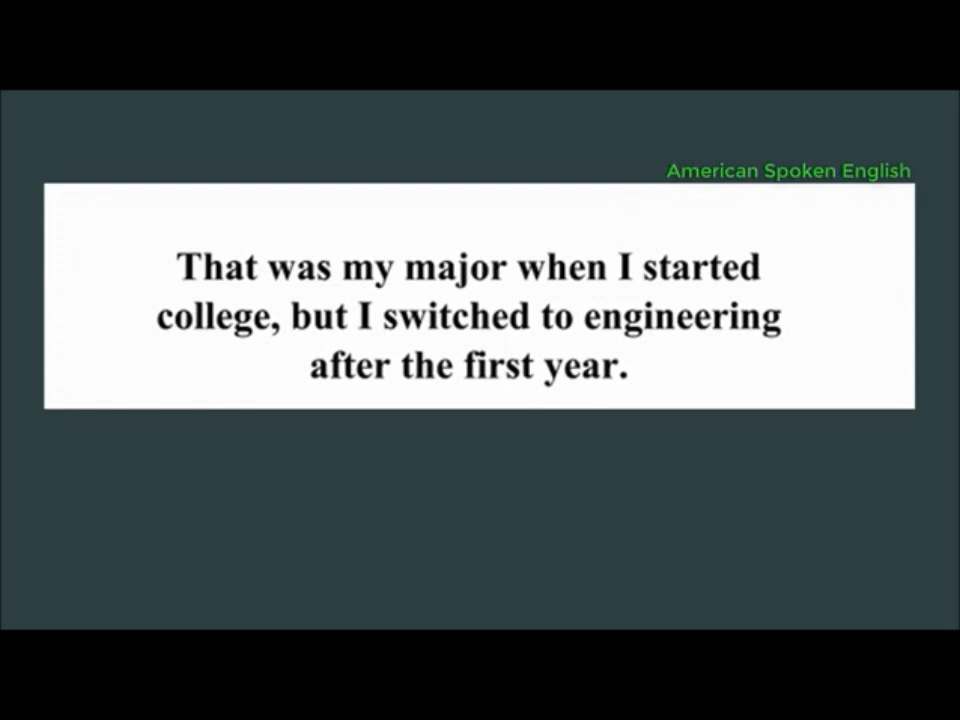 American Spoken English
That was my major when I started
college, but I switched to engineering
after the first year.